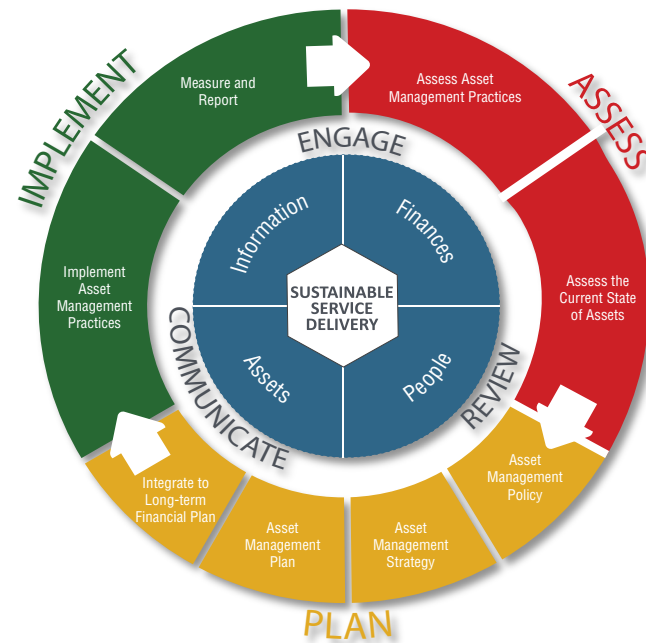 IMPLEMENT
Measure and
Report
Assess Asset
Management Practices
ASSESS
ENGAGE
Information
Finances
Implement
Asset
Management
Practices
SUSTAINABLE
SERVICE
DELIVERY
Assess the
Current State
of Assets
COMMUNICATE
Assets
People
REVIEW
Integrate to
Long-term
Financial Plan
Asset
Management
Plan
Asset
Management
Strategy
Asset
Management
Policy
PLAN